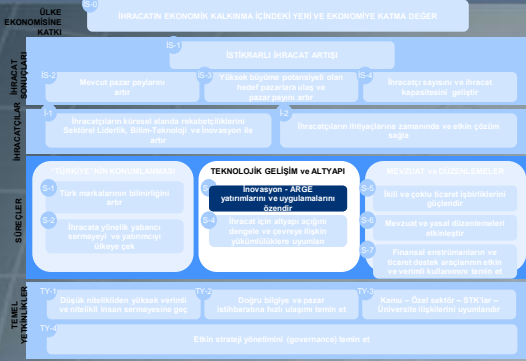 ÜLKE
EKONOMİSİNE
KATKI
İS-0
İHRACATIN EKONOMİK KALKINMA İÇİNDEKİ YERİ VE EKONOMİYE KATMA DEĞER
İHRACAT
SONUÇLARI
İS-1
İSTİKRARLI İHRACAT ARTIŞI
İS-2
Mevcut pazar paylarını
artır
İS-3
Yüksek büyüme potansiyeli olan
hedef pazarlara ulaş ve
pazar payını artır
İS-4
İhracatçı sayısını ve ihracat
kapasitesini geliştir
İHRACATÇILAR
İ-1
İhracatçıların küresel alanda rekabetçiliklerini
Sektörel Liderlik, Bilim-Teknoloji ve İnovasyon ile
artır
İ-2
İhracatçıların ihtiyaçlarına zamanında ve etkin çözüm
sağla
SÜREÇLER
"TÜRKİYE"NİN KONUMLANMASI
S-1
Türk markalarının bilinirliğini
artır
S-2
İhracata yönelik yabancı
sermayeyi ve yatırımcıyı
ülkeye çek
TEKNOLOJİK GELİŞİM ve ALTYAPI
İnovasyon - ARGE
yatırımlarını ve uygulamalarını
özendir
S-4
İhracat için altyapı açığını
dengele ve çevreye ilişkin
yükümlülüklere uyumlan
MEVZUAT ve DÜZENLEMELER
S-5
İkili ve çoklu ticaret işbirliklerini
güçlendir
S-6
Mevzuat ve yasal düzenlemeleri
etkinleştir
S-7
Finansal enstrümanların ve
ticaret destek araçlarının etkin
ve verimli kullanımını temin et
TEMEL
YETKİNLİKLER
TY-1
Düşük nitelikliden yüksek verimli
ve nitelikli insan sermayesine geç
TY-2
Doğru bilgiye ve pazar
istihbaratına hızlı ulaşımı temin et
TY-3
Kamu – Özel sektör – STK'lar –
Üniversite ilişkilerini uyumlandır
TY-4
Etkin strateji yönetimini (governance) temin et